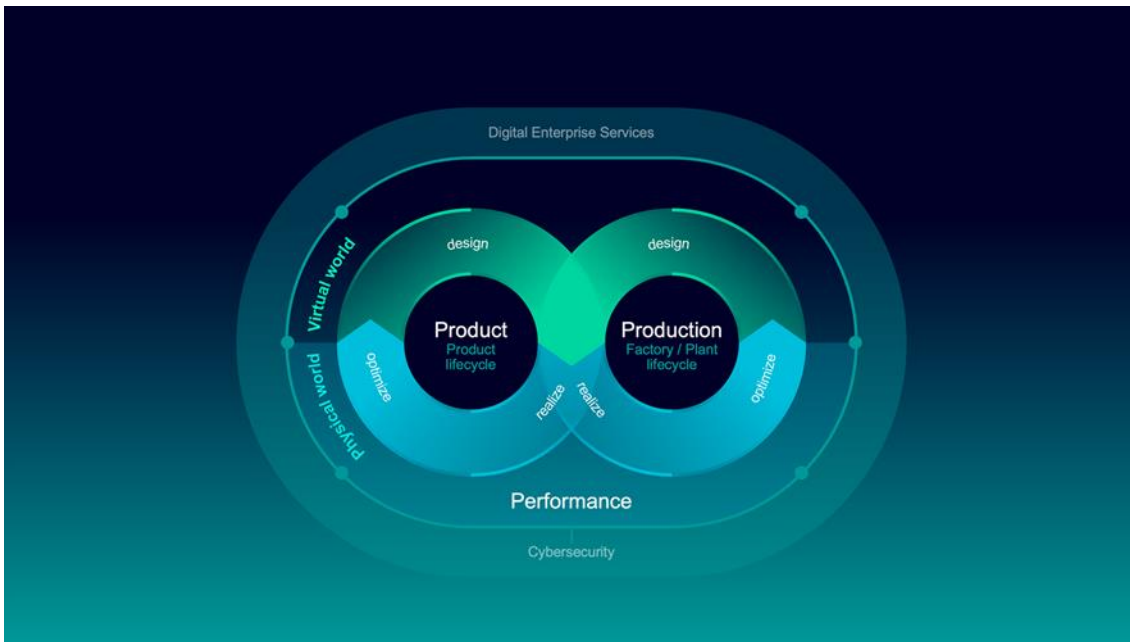 Digital Enterprise Services
Virtual world
Physical world
design
design
Product
Product
lifecycle
Production
Factory / Plant
lifecycle
optimize
realize
realize
optimize
Performance
Cybersecurity